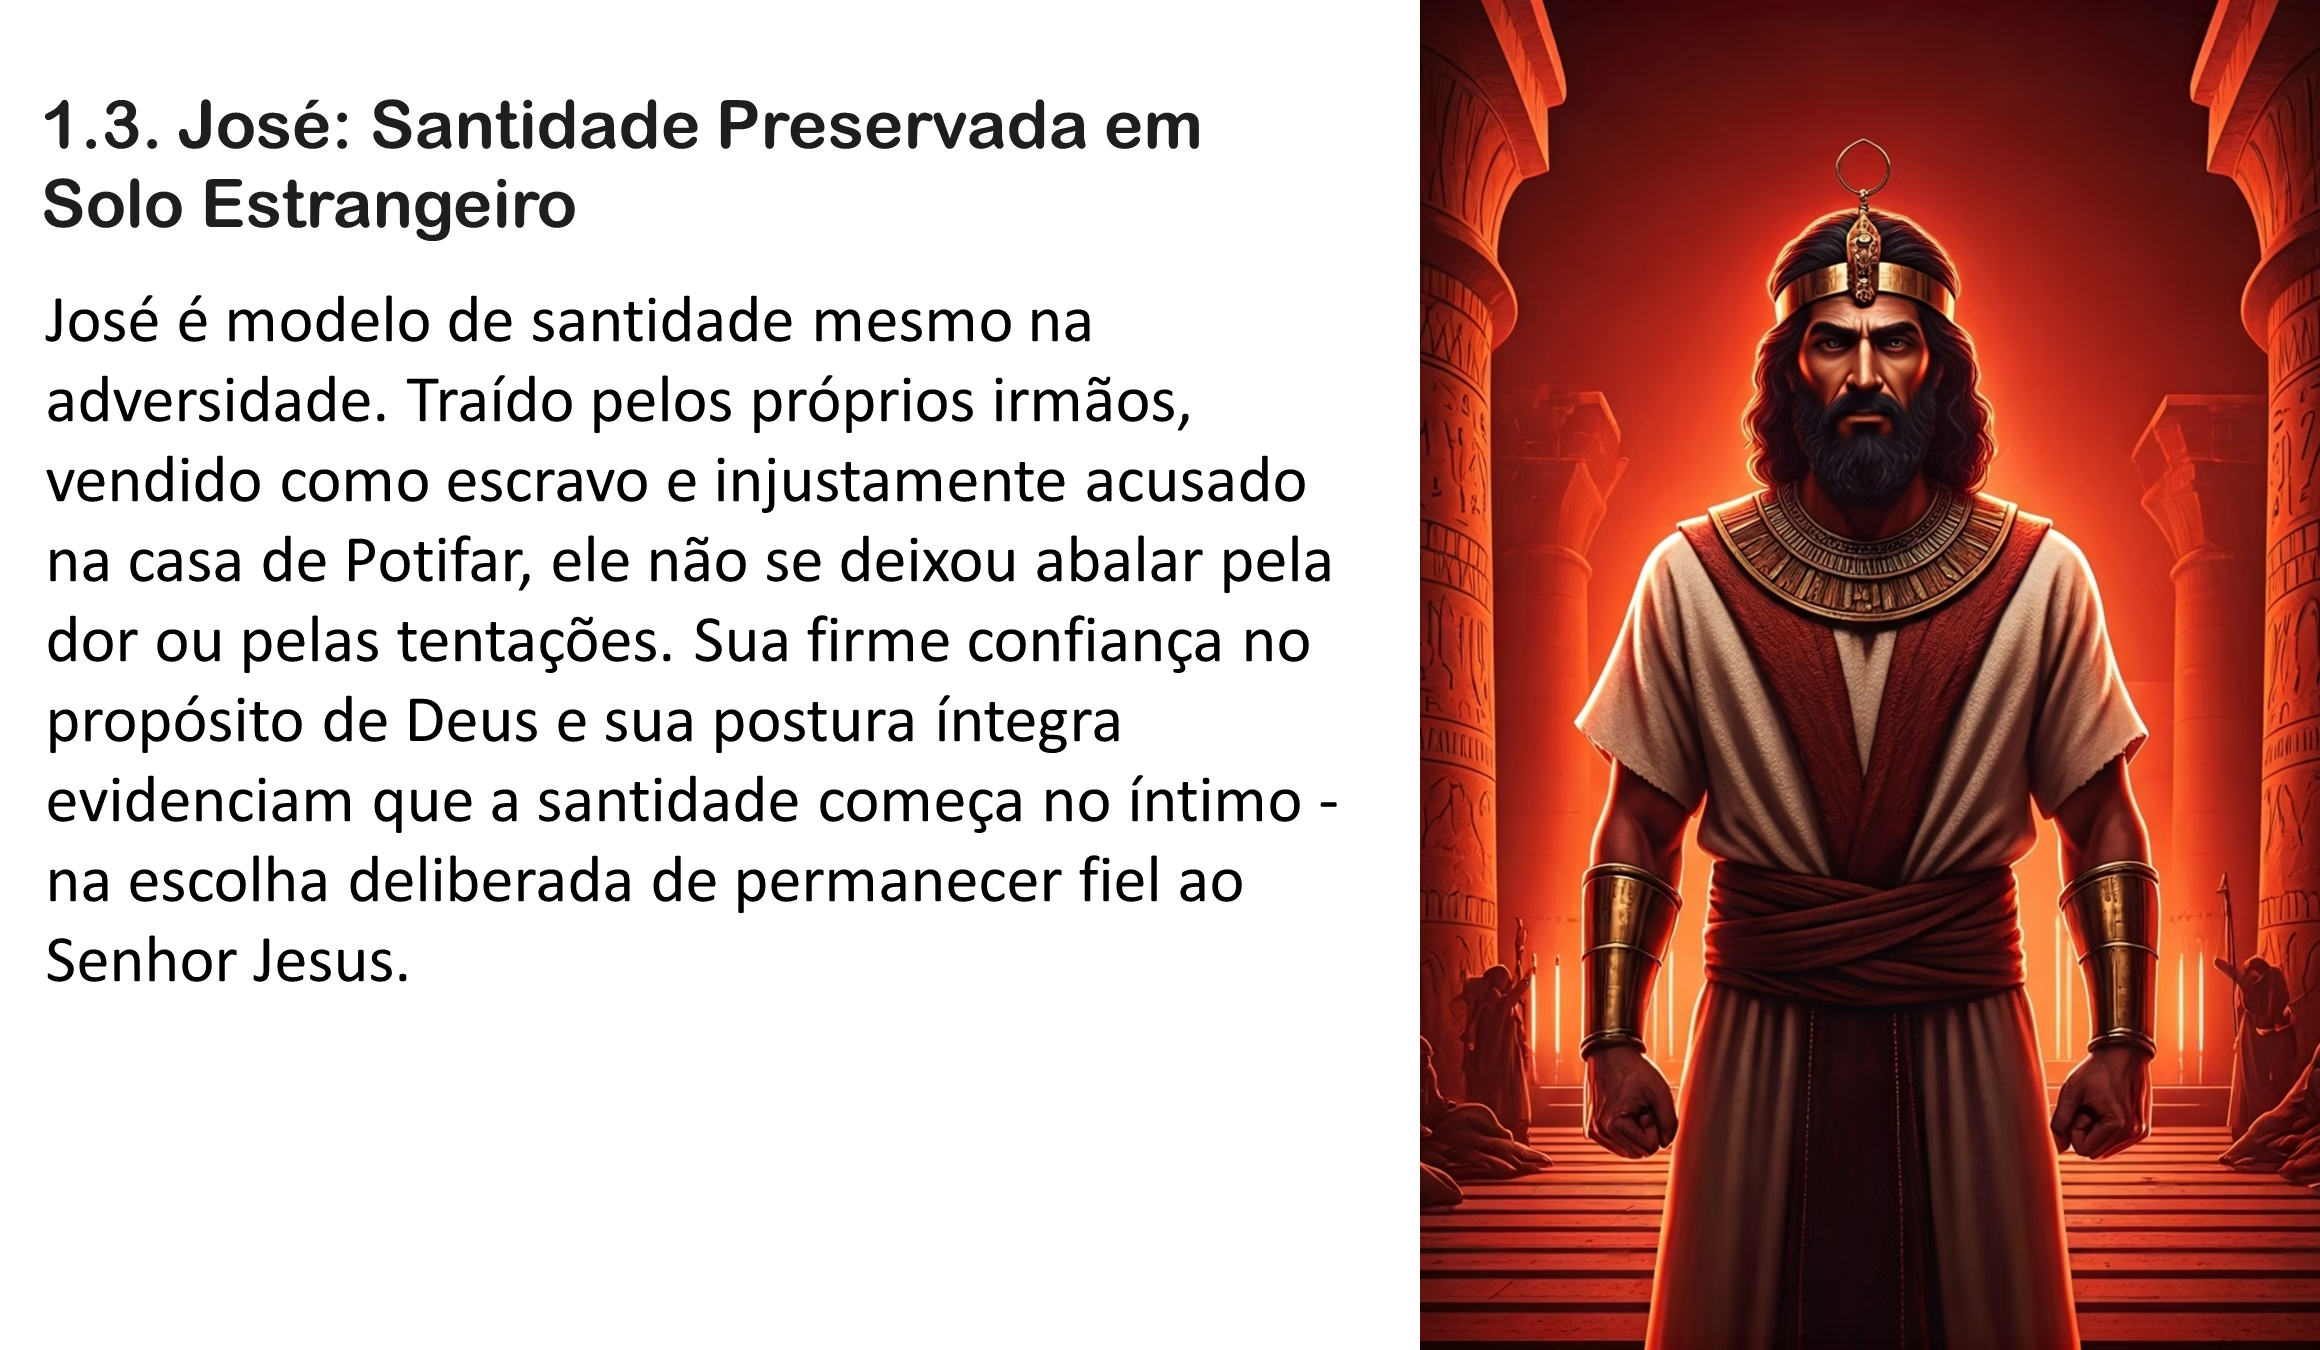 1.3. José: Santidade Preservada em
Solo Estrangeiro
José é modelo de santidade mesmo na
adversidade. Traído pelos próprios irmãos,
vendido como escravo e injustamente acusado
na casa de Potifar, ele não se deixou abalar pela
dor ou pelas tentações. Sua firme confiança no
propósito de Deus e sua postura íntegra
evidenciam que a santidade começa no íntimo -
na escolha deliberada de permanecer fiel ao
Senhor Jesus.